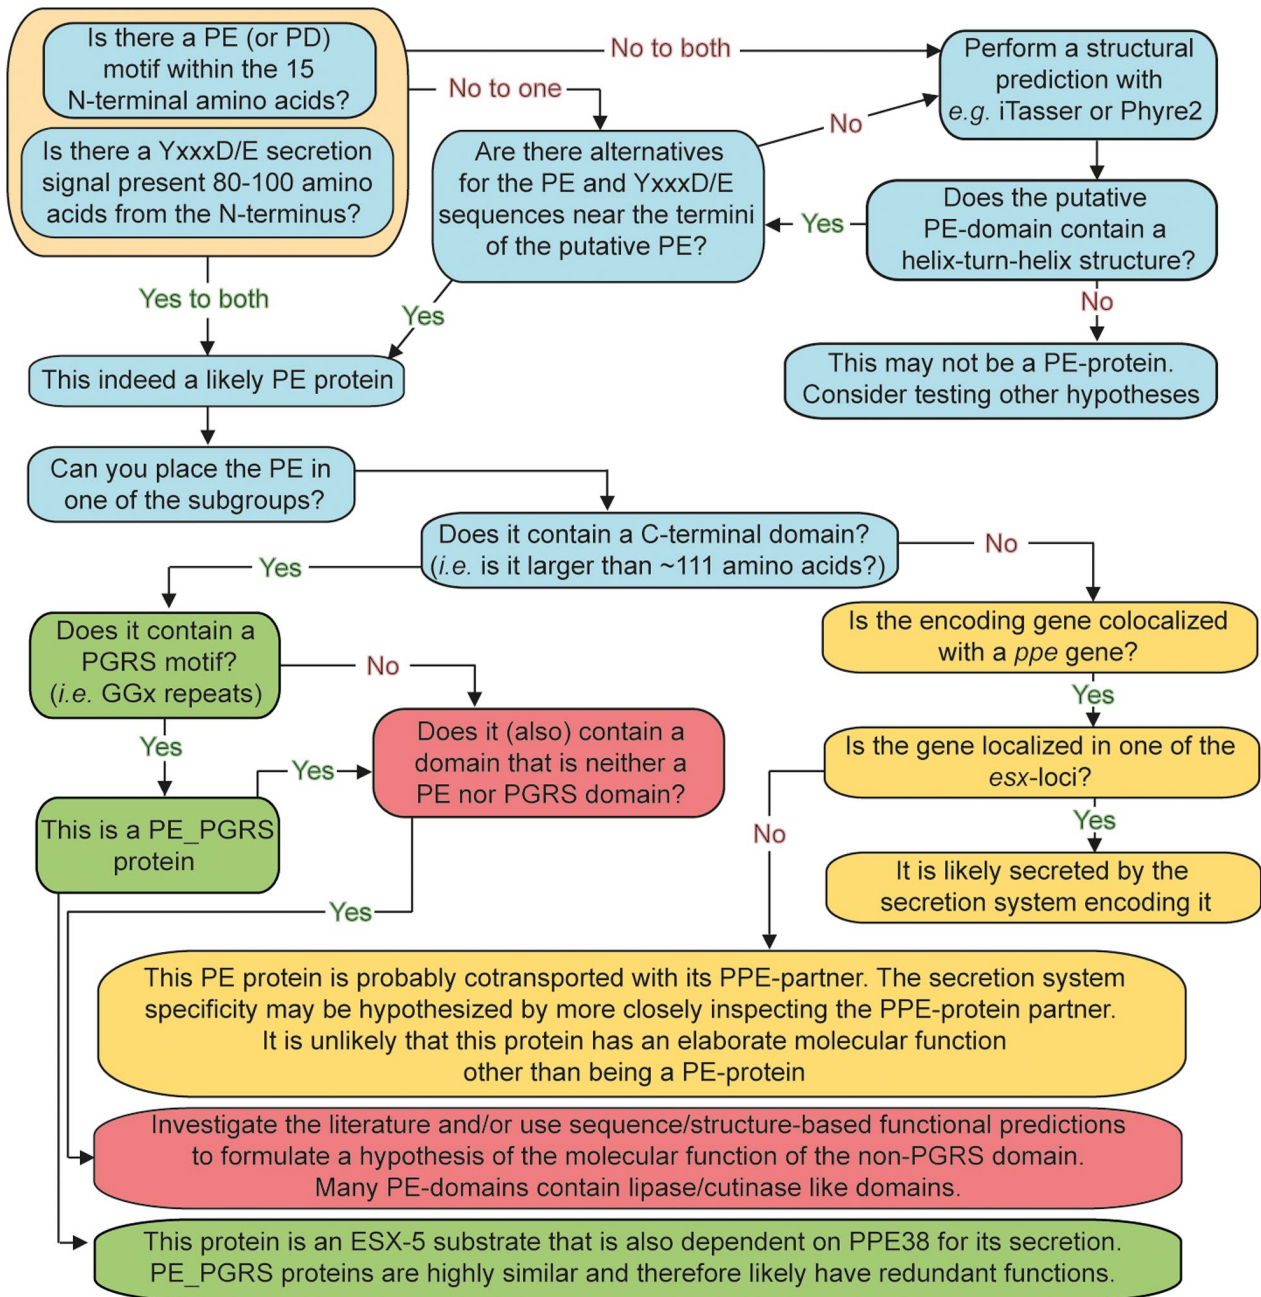 Is there a PE (or PD)
motif within the 15
N-terminal amino acids?
Is there a YxxxD/E secretion
signal present 80-100 amino
acids from the N-terminus?
No to both
No to one
Perform a structural
prediction with
e.g. iTasser or Phyre2
No
Are there alternatives
for the PE and YxxxD/E
sequences near the termini
of the putative PE?
Yes
Does the putative
PE-domain contain a
helix-turn-helix structure?
Yes to both
Yes
No
This indeed a likely PE protein
This may not be a PE-protein.
Consider testing other hypotheses
Can you place the PE in
one of the subgroups?
Does it contain a C-terminal domain?
(i.e. is it larger than ~111 amino acids?)
Yes
No
Does it contain a
PGRS motif?
(i.e. GGx repeats)
No
Is the encoding gene colocalized
with a ppe gene?
Yes
Yes
Does it (also) contain a
domain that is neither a
PE nor PGRS domain?
Yes
Is the gene localized in one of the
esx-loci?
This is a PE_PGRS
protein
No
Yes
It is likely secreted by the
secretion system encoding it
Yes
This PE protein is probably cotransported with its PPE-partner. The secretion system
specificity may be hypothesized by more closely inspecting the PPE-protein partner.
It is unlikely that this protein has an elaborate molecular function
other than being a PE-protein
Investigate the literature and/or use sequence/structure-based functional predictions
to formulate a hypothesis of the molecular function of the non-PGRS domain.
Many PE-domains contain lipase/cutinase like domains.
This protein is an ESX-5 substrate that is also dependent on PPE38 for its secretion.
PE_PGRS proteins are highly similar and therefore likely have redundant functions.